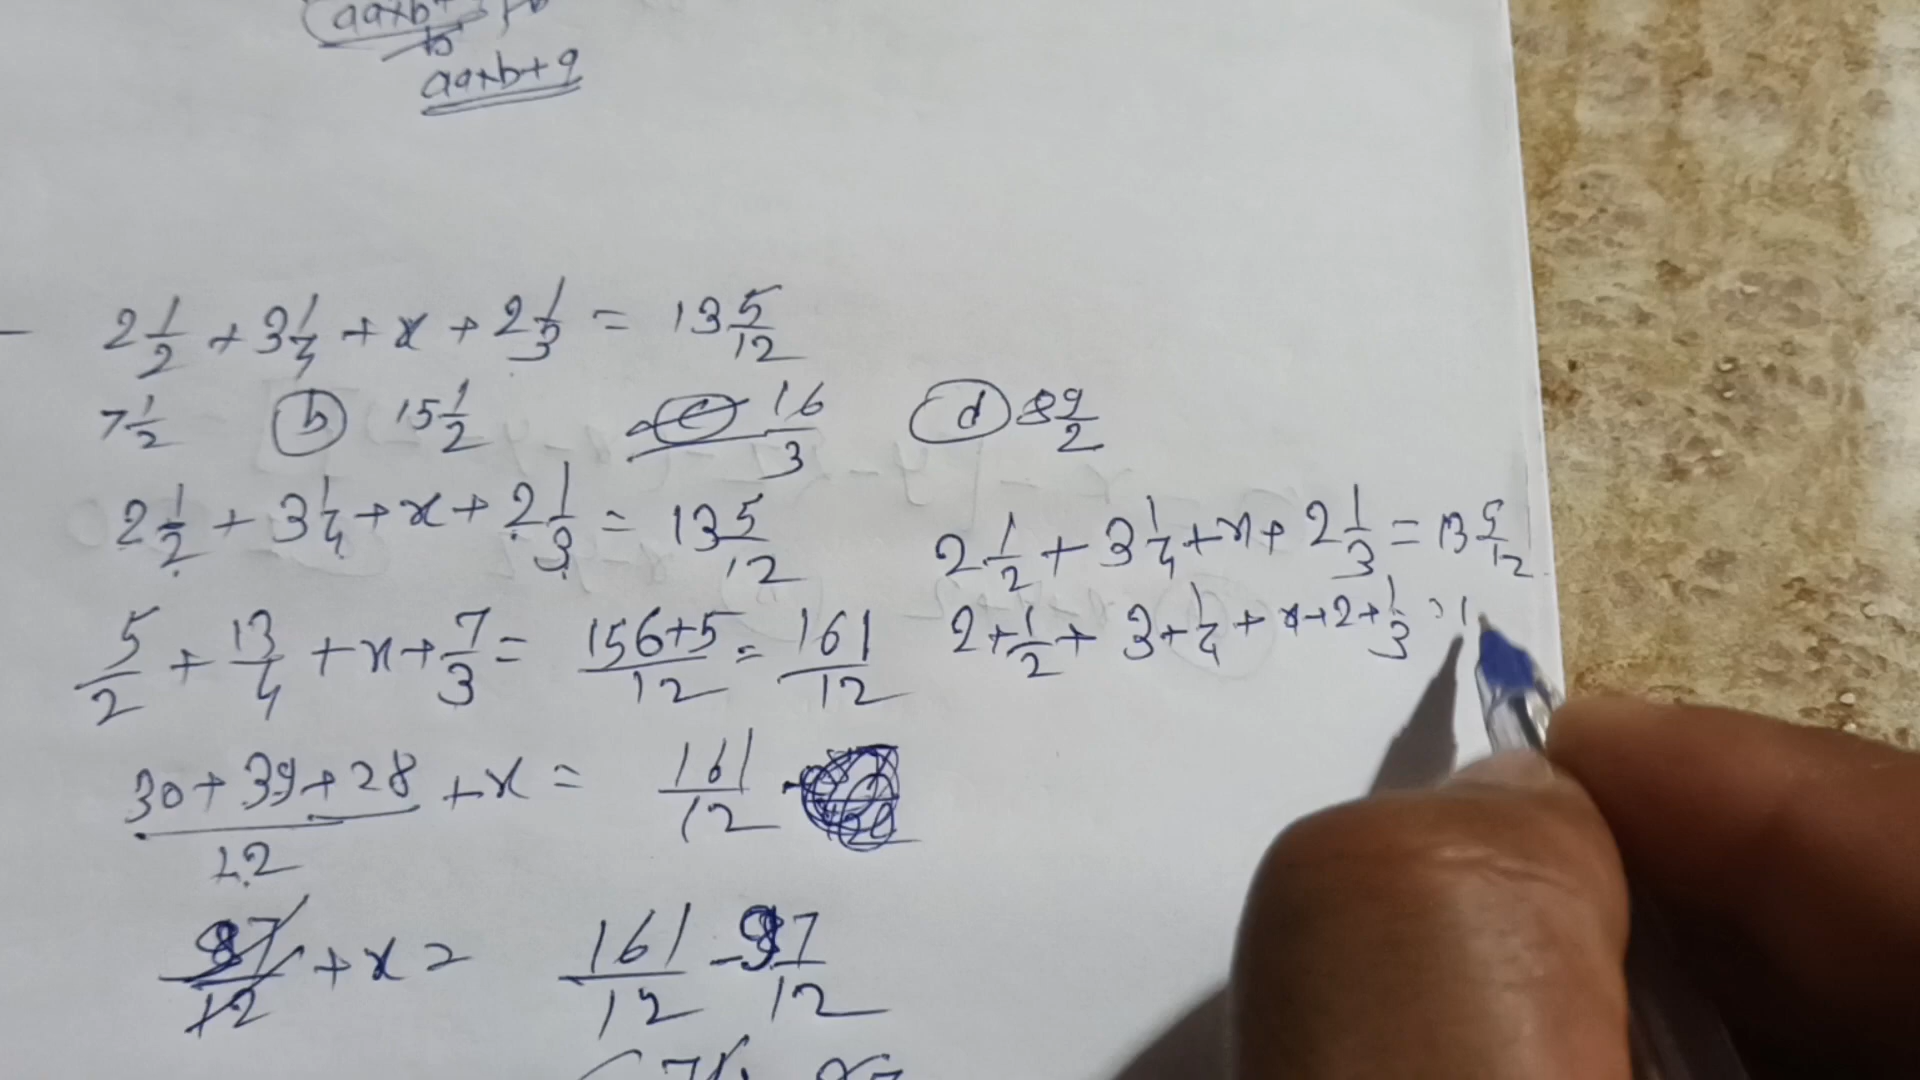 aa+b+9
2 1/2 + 3 1/4 + x + 2 1/3 = 13 5/12
7 1/2 (b) 15 1/2 (c) 16/3 (d) 8 9/2
2 1/2 + 3 1/4 + x + 2 1/3 = 13 5/12
5/2 + 13/4 + x + 7/3 = 156+5/12 = 161/12
30+39+28/12 + x = 161/12 -
97/12 + x = 161/12 - 97/12
2 1/2 + 3 1/4 + x + 2 1/3 = 13 5/12
2 + 1/2 + 3 + 1/4 + x + 2 + 1/3 = 1